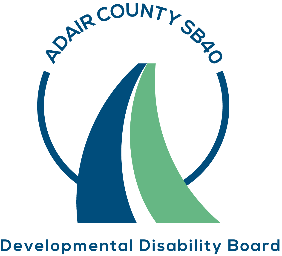 ADAIR COUNTY SB40
Developmental Disability Board